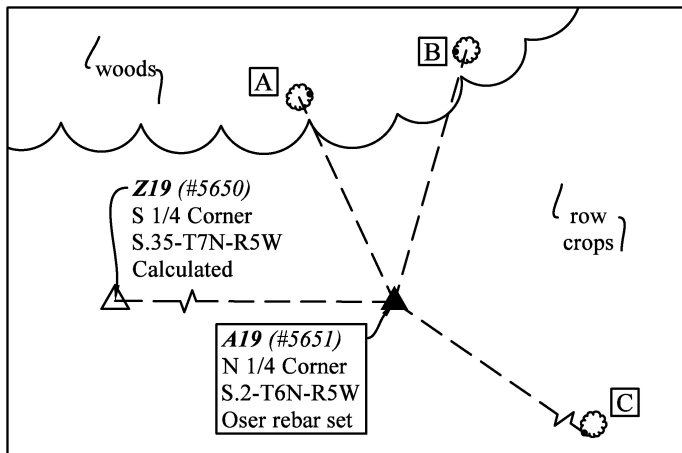 woods
A
B
Z19 (#5650)
S 1/4 Corner
S.35-T7N-R5W
Calculated
row
crops
A19 (#5651)
N 1/4 Corner
S.2-T6N-R5W
Oser rebar set
C